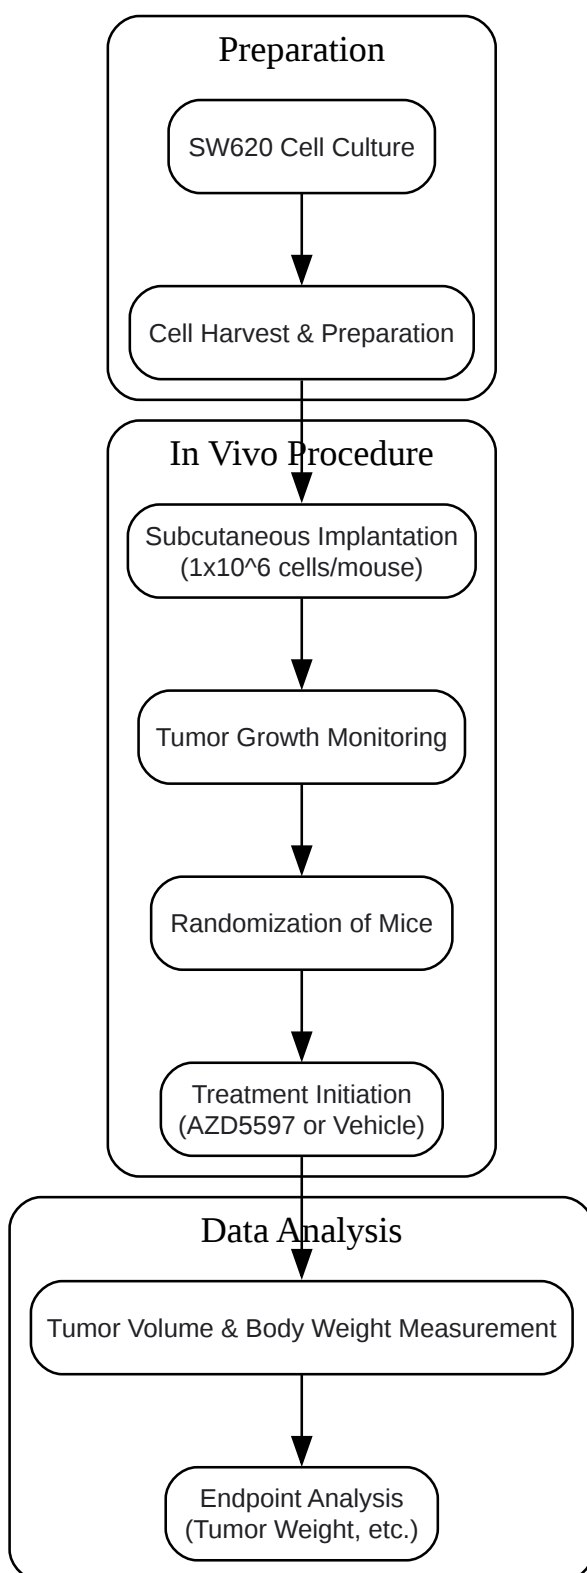 Preparation
SW620 Cell Culture
Cell Harvest & Preparation
In Vivo Procedure
Subcutaneous Implantation
(1x10^6 cells/mouse)
Tumor Growth Monitoring
Randomization of Mice
Treatment Initiation
(AZD5597 or Vehicle)
Data Analysis
Tumor Volume & Body Weight Measurement
Endpoint Analysis
(Tumor Weight, etc.)